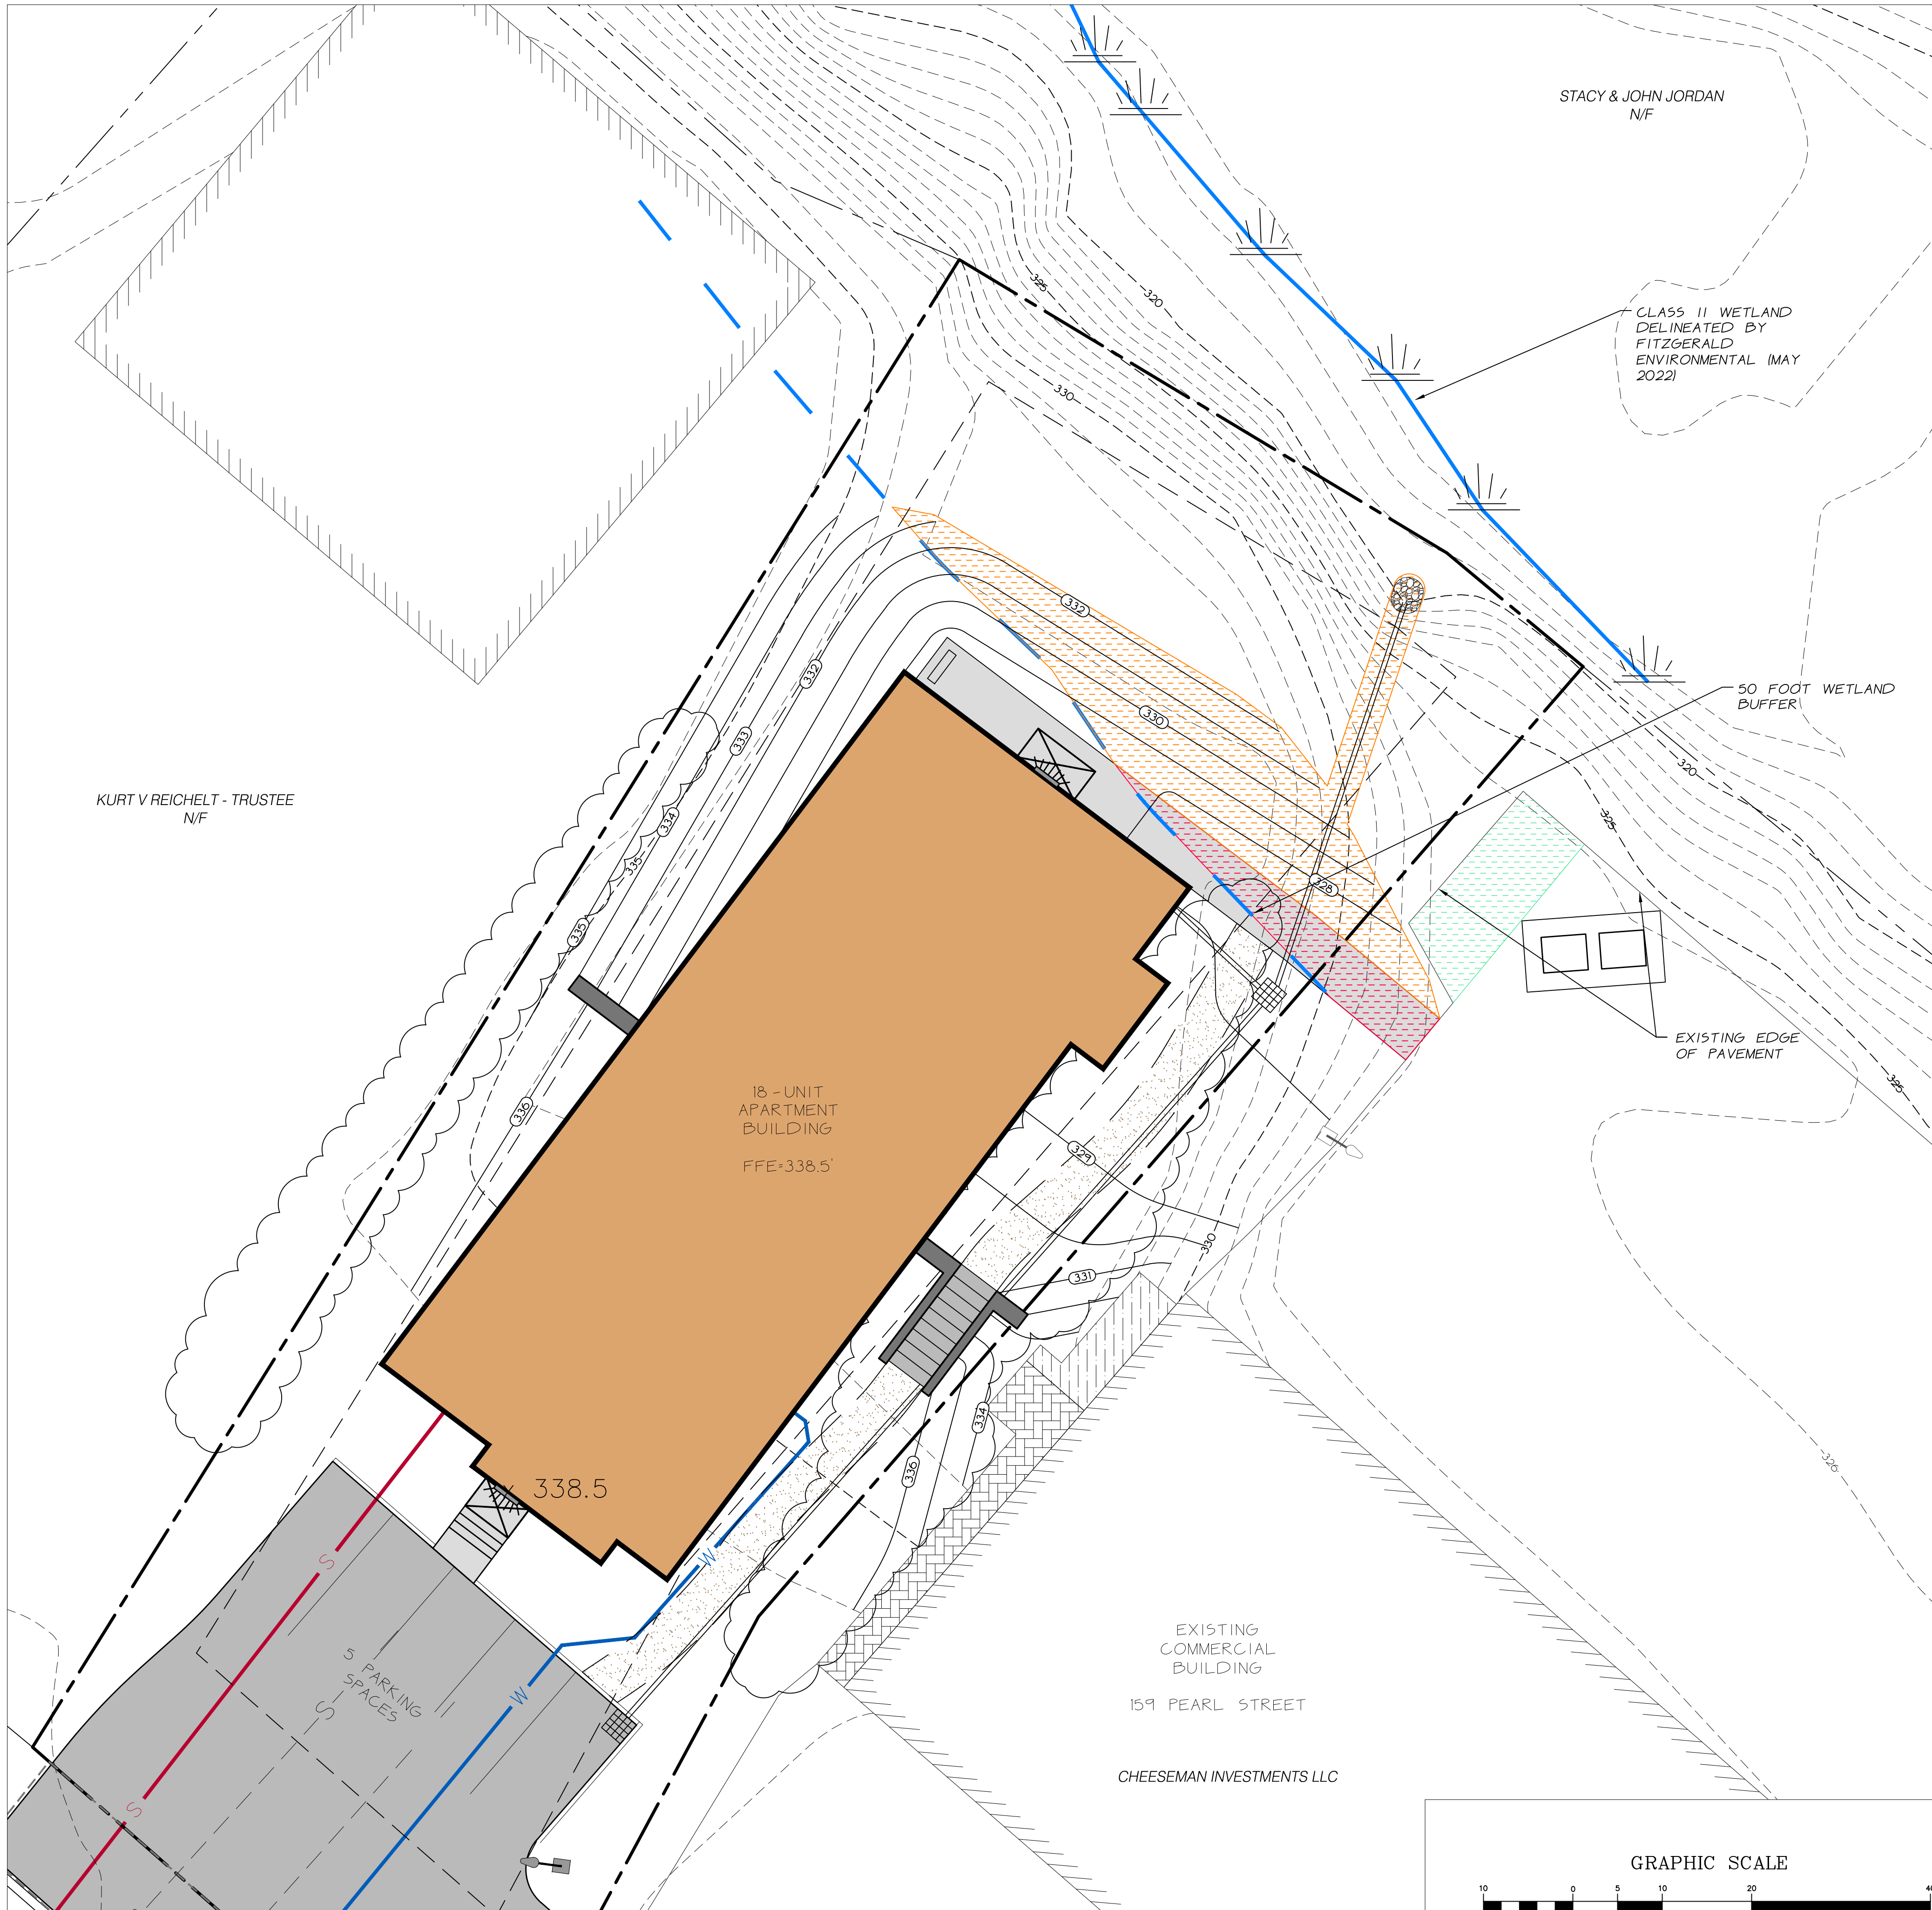 STACY & JOHN JORDAN
N/F
325
320
330
CLASS II WETLAND
DELINEATED BY
FITZGERALD
ENVIRONMENTAL (MAY
2022)
332
332
330
50 FOOT WETLAND
BUFFER
333
320
KURT V REICHELT - TRUSTEE
N/F
334
325
335
328
335
EXISTING EDGE
OF PAVEMENT
325
336
18-UNIT
APARTMENT
BUILDING
FFE=338.5'
329
330
331
334
336
326
338.5
S
W
5 PARKING
SPACES
S
W
S
EXISTING
COMMERCIAL
BUILDING
159 PEARL STREET
CHEESEMAN INVESTMENTS LLC
GRAPHIC SCALE
10 0 5 10 20 40